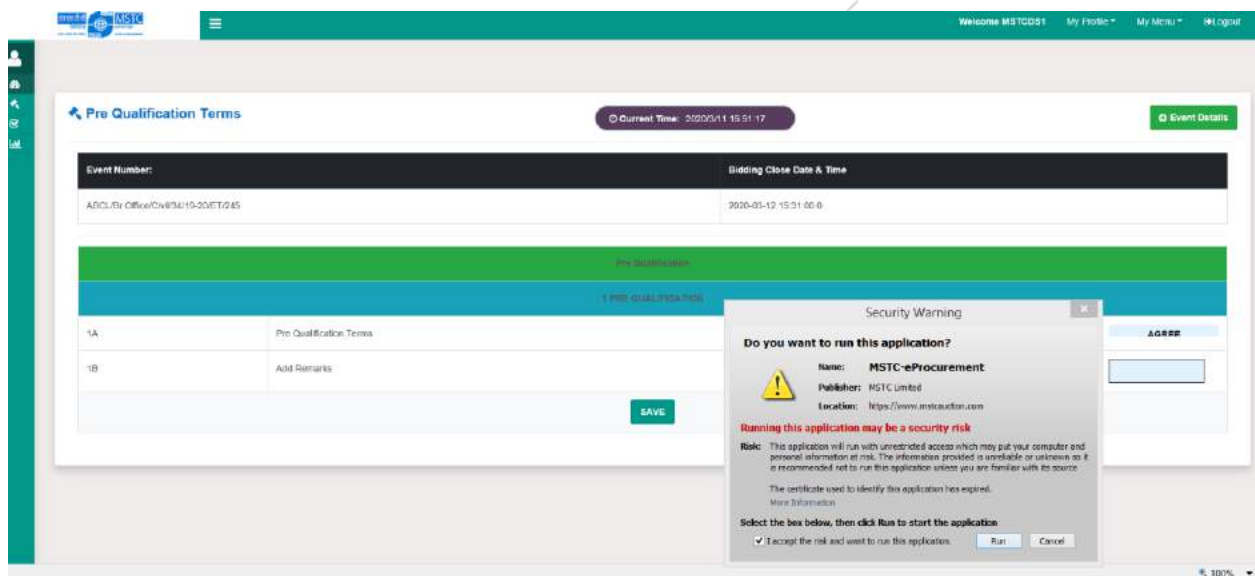 MSTC
Welcome MSTCDS1 My Profile My Menu Logout
Pre Qualification Terms
Current Time: 2020/3/11 15:51:17
Event Details
Event Number: Bidding Close Date & Time
ABCL/Br Office/Civil/34/19-20/ET/245 2020-03-12 15:31:00.0
Pre Qualification
1 PRE QUALIFICATION
1A Pre Qualification Terms AGREE
1B Add Remarks
SAVE
Security Warning
Do you want to run this application?
Name: MSTC-eProcurement
Publisher: MSTC Limited
Location: https://www.mstcauction.com
Running this application may be a security risk
Risk: This application will run with unrestricted access which may put your computer and
personal information at risk. The information provided is unreliable or unknown so it
is recommended not to run this application unless you are familiar with its source
The certificate used to identify this application has expired.
More Information
Select the box below, then click Run to start the application
I accept the risk and want to run this application. Run Cancel
100%